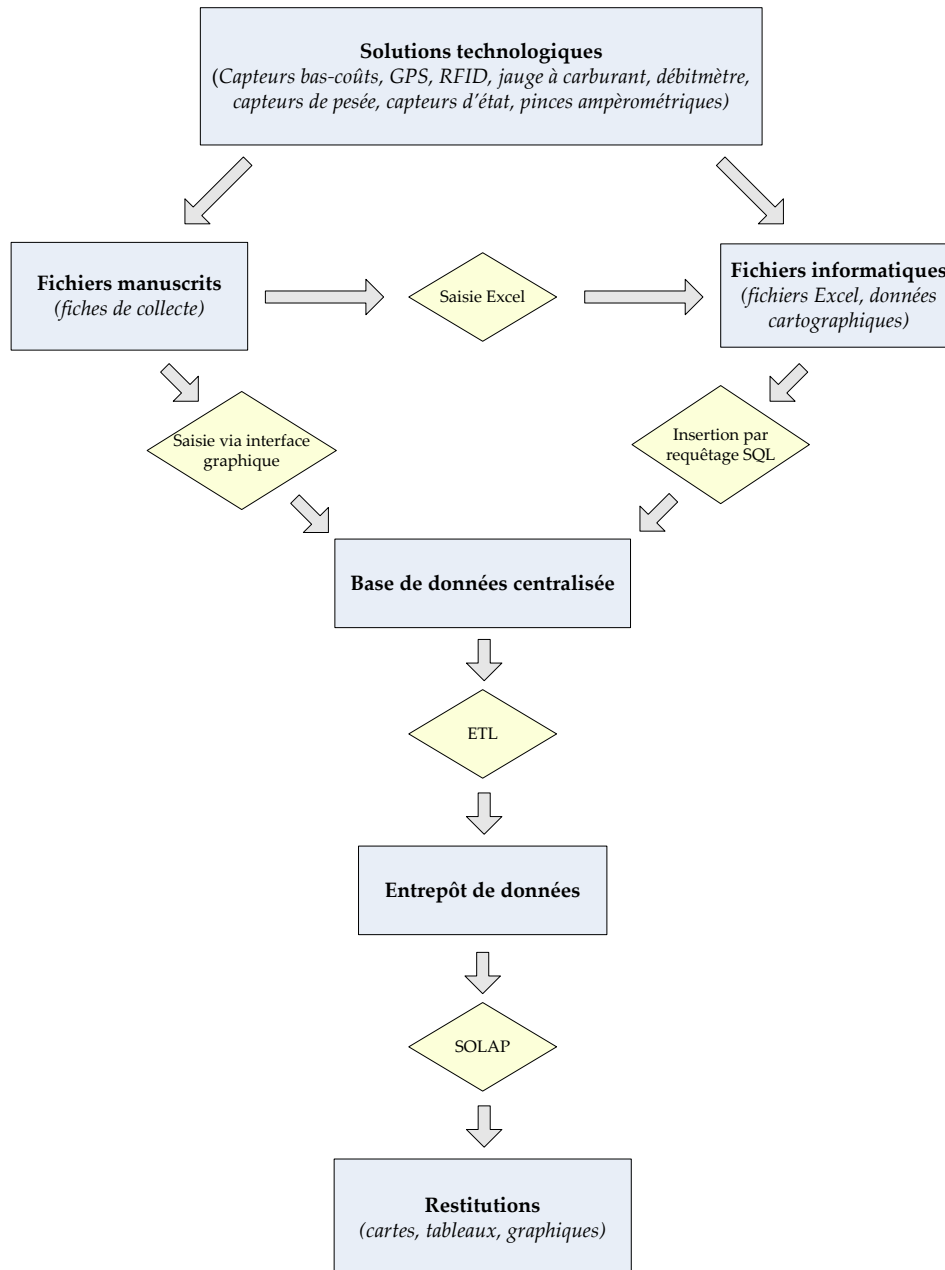 Solutions technologiques
(Capteurs bas-coûts, GPS, RFID, jauge à carburant, débitmètre,
capteurs de pesée, capteurs d'état, pinces ampèrométriques)
Fichiers manuscrits
(fiches de collecte)
Saisie Excel
Fichiers informatiques
(fichiers Excel, données
cartographiques)
Saisie via interface
graphique
Insertion par
requêtage SQL
Base de données centralisée
ETL
Entrepôt de données
SOLAP
Restitutions
(cartes, tableaux, graphiques)